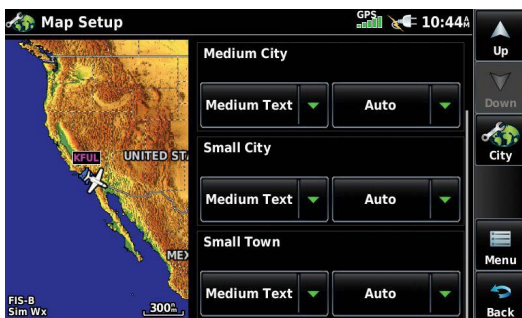 Map Setup
GPS
10:44
Up
Down
City
Menu
Back
Medium City
Medium Text
Auto
Small City
Medium Text
Auto
Small Town
Medium Text
Auto
KFUL
UNITED ST
MEX
FIS-B
Sim Wx
300